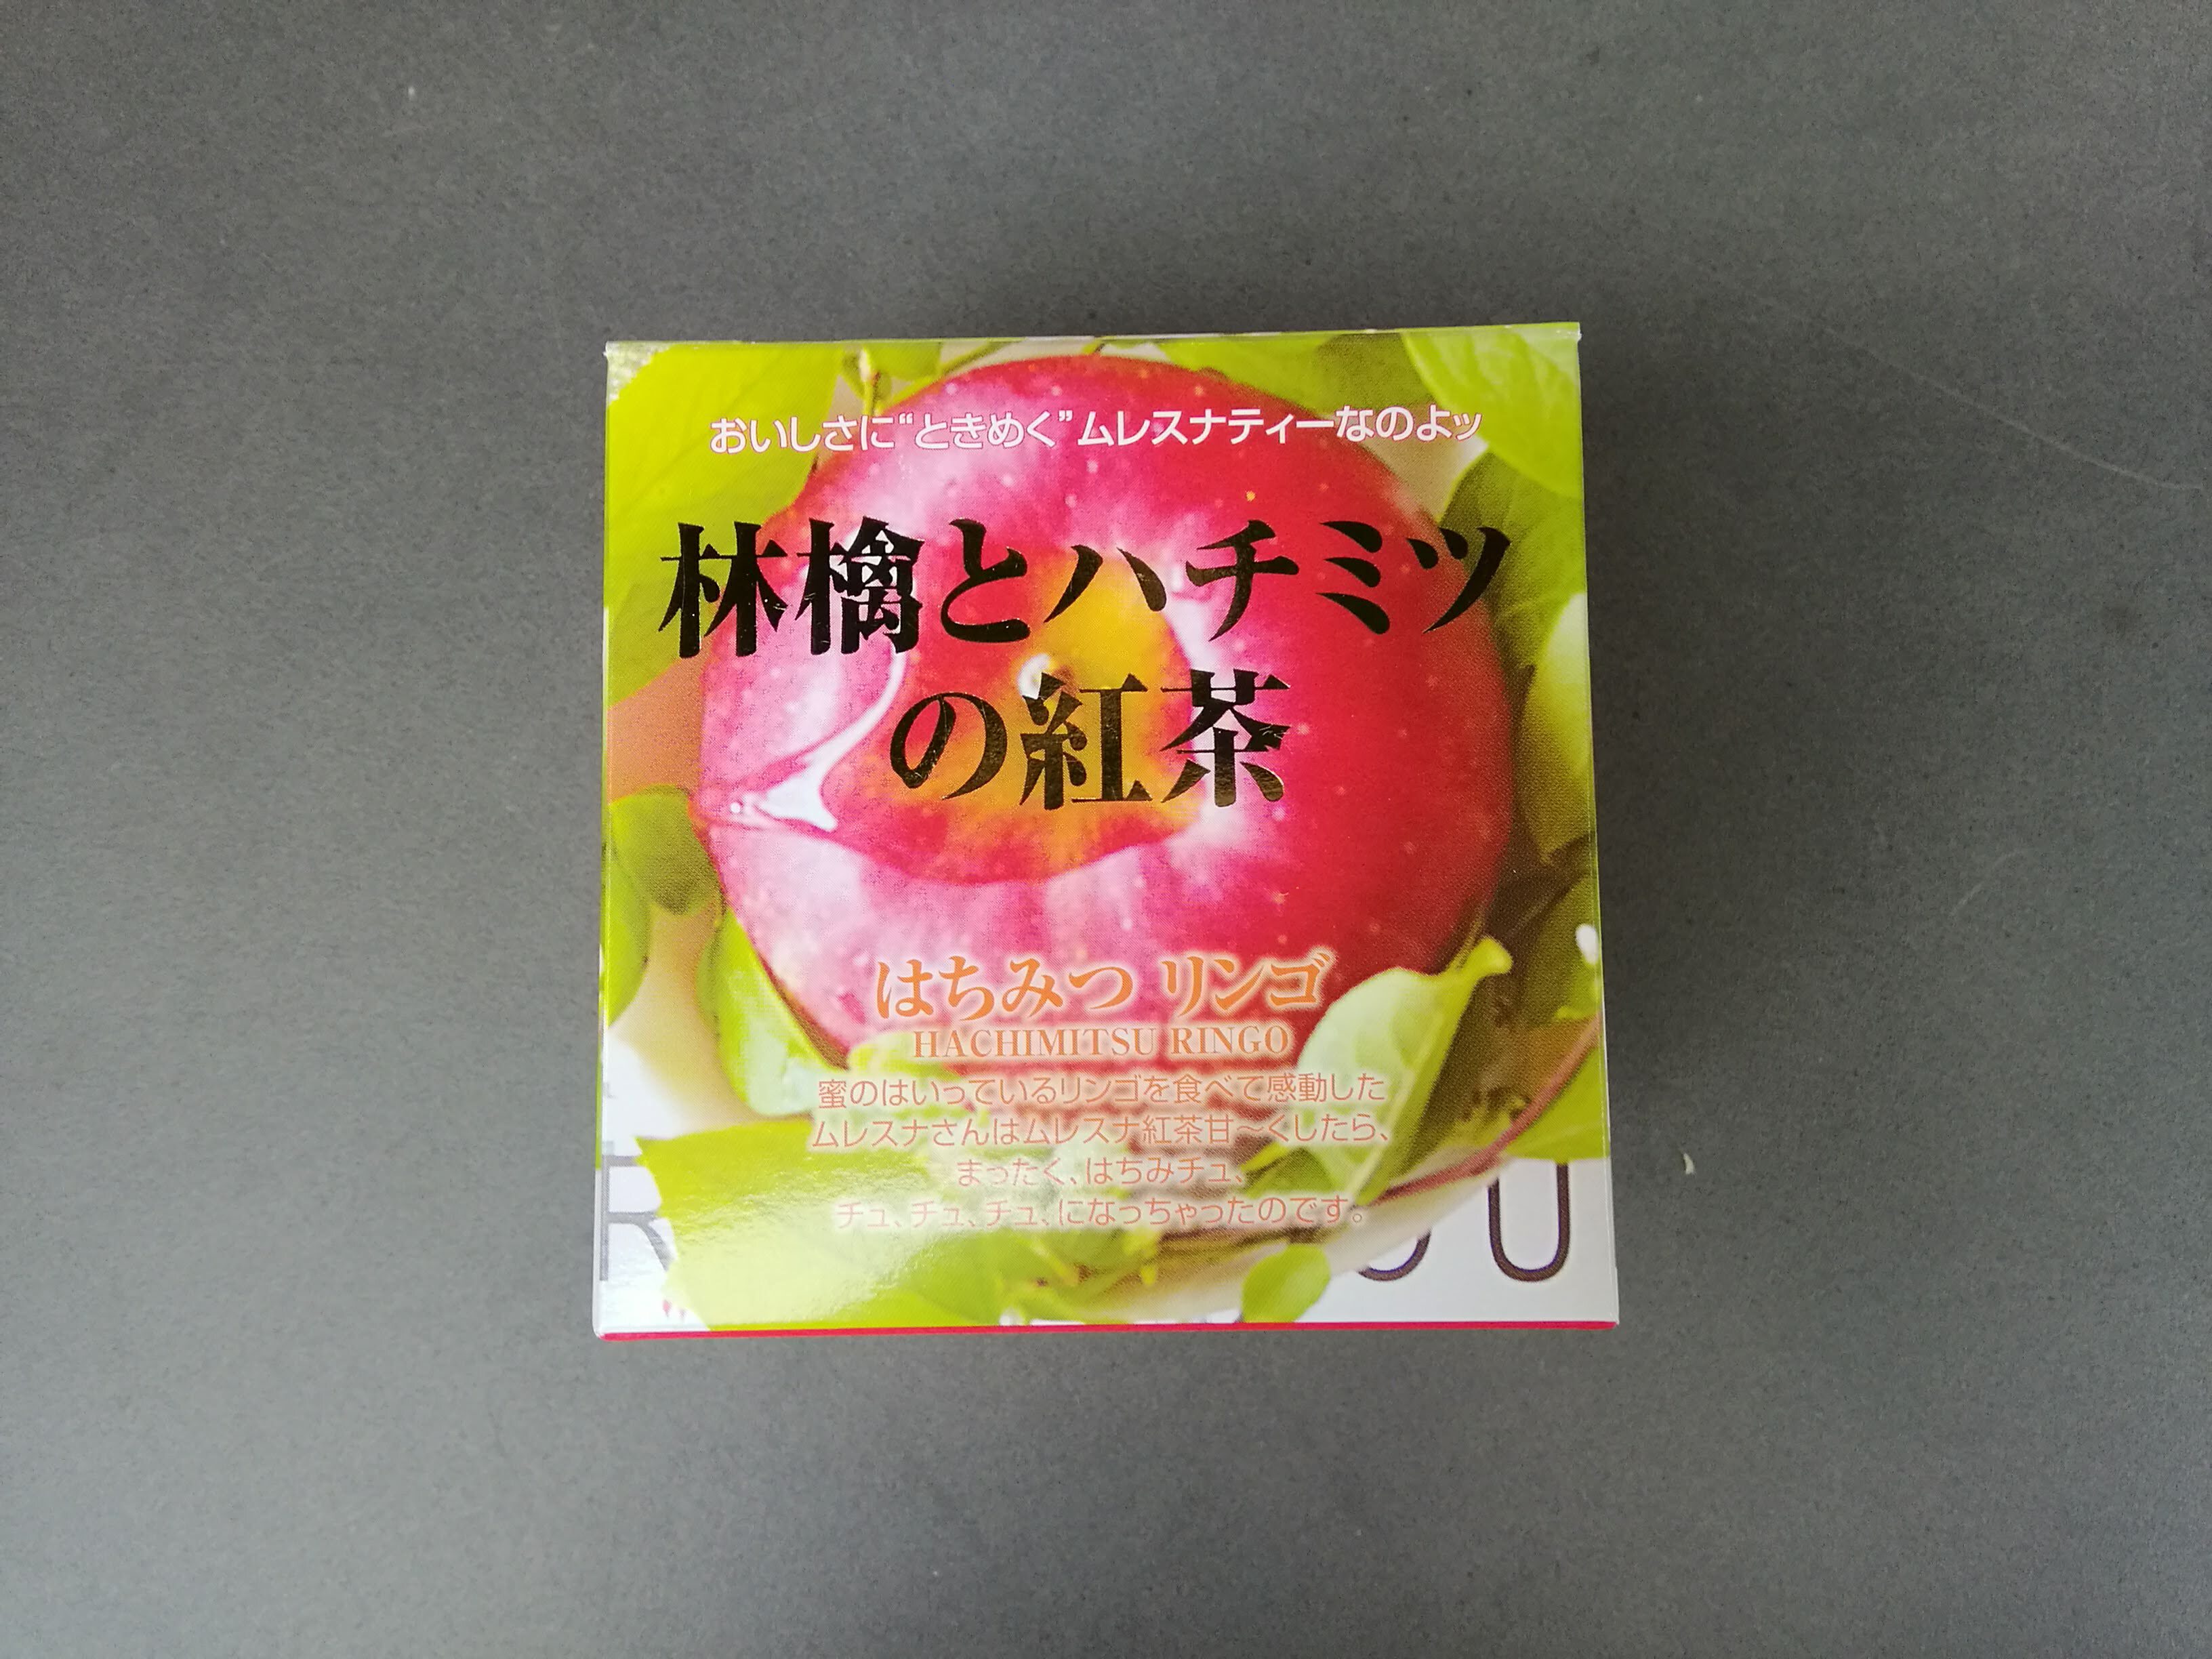 おいしさに“ときめく”ムレスナティーなのよッ
林檎とハチミツ
の紅茶
はちみつ リンゴ
HACHIMITSU RINGO
蜜のはいっているリンゴを食べて感動した
ムレスナさんはムレスナ紅茶甘～くしたら、
まったく、はちみチュ、
チュ、チュ、チュ、になっちゃったのです。